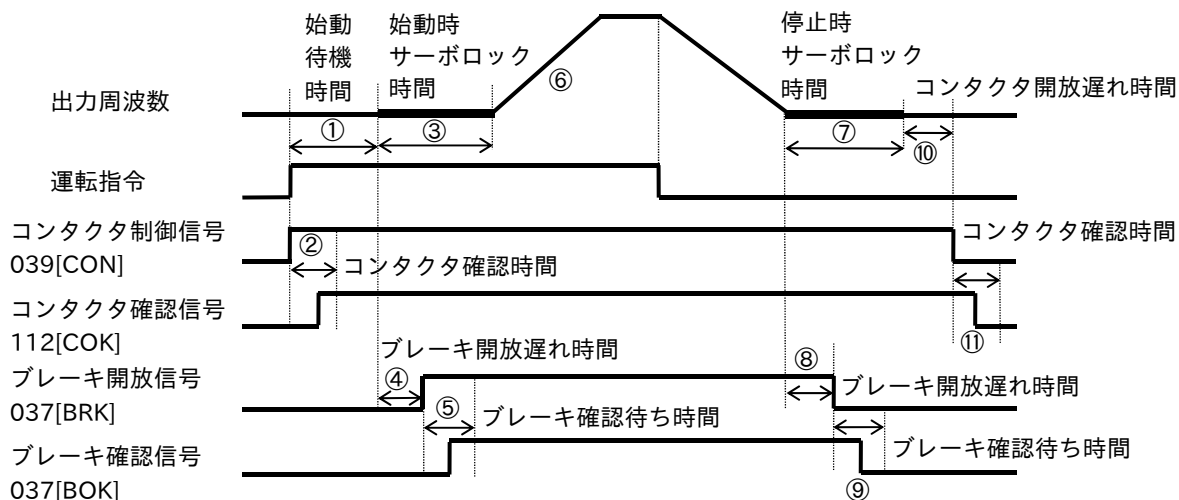 始動
待機
時間
始動時
サーボロック
時間
停止時
サーボロック
時間
コンタクタ開放遅れ時間
出力周波数
①
③
⑥
⑦
⑩
運転指令
コンタクタ制御信号
039[CON]
②
コンタクタ確認時間
コンタクタ確認時間
コンタクタ確認信号
112[COK]
⑪
ブレーキ開放遅れ時間
ブレーキ開放信号
037[BRK]
④
⑧
ブレーキ開放遅れ時間
⑤
ブレーキ確認待ち時間
ブレーキ確認待ち時間
ブレーキ確認信号
037[BOK]
⑨